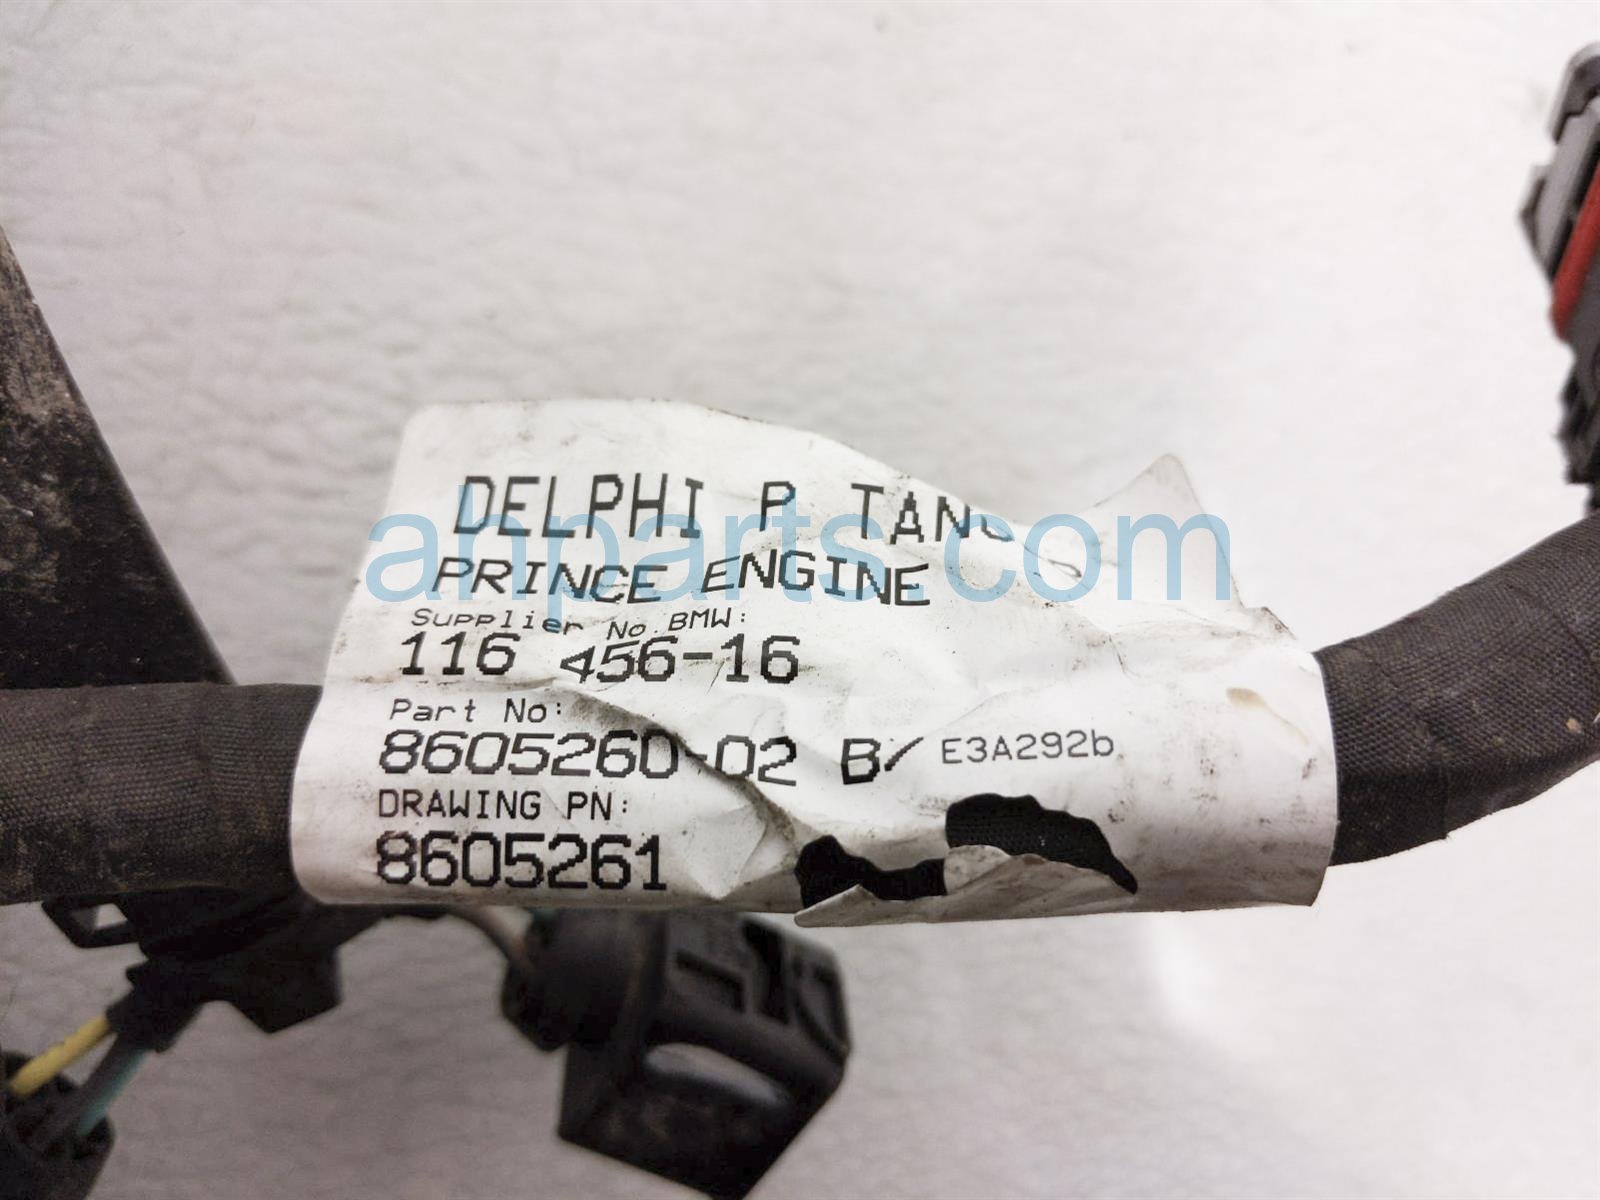 DELPHI P TANG
PRINCE ENGINE
Supplier No BMW:
116 456-16
Part No:
8605260-02 B/ E3A292b
DRAWING PN:
8605261
ahparts.com